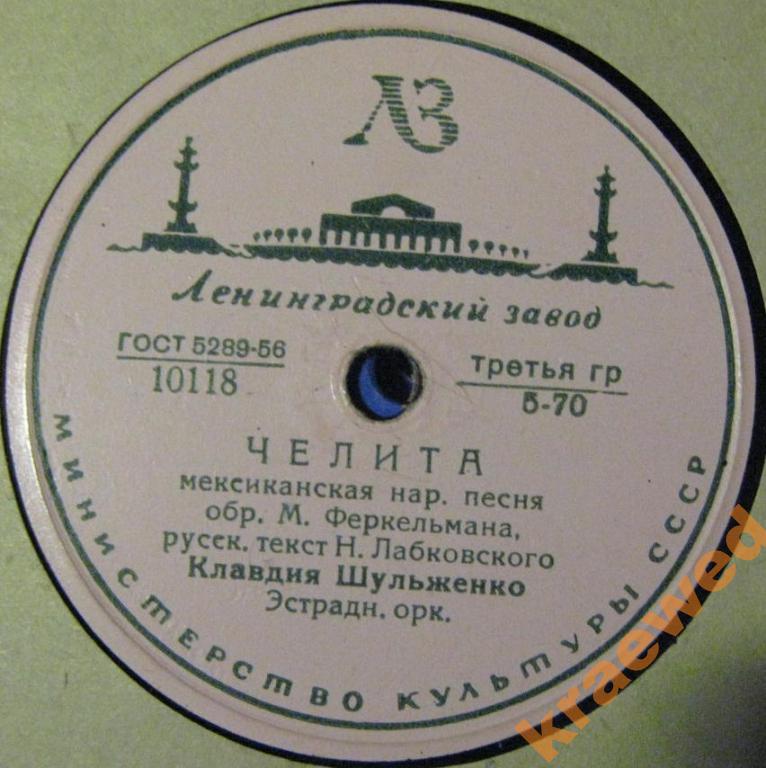 ЛЗ
Ленинградский завод
ГОСТ 5289-56
10118
третья гр
5-70
ЧЕЛИТА
мексиканская нар. песня
обр. М. Феркельмана,
русск. текст Н. Лабковского
Клавдия Шульженко
Эстрадн. орк.
МИНИСТЕРСТВО КУЛЬТУРЫ СССР
kraewed